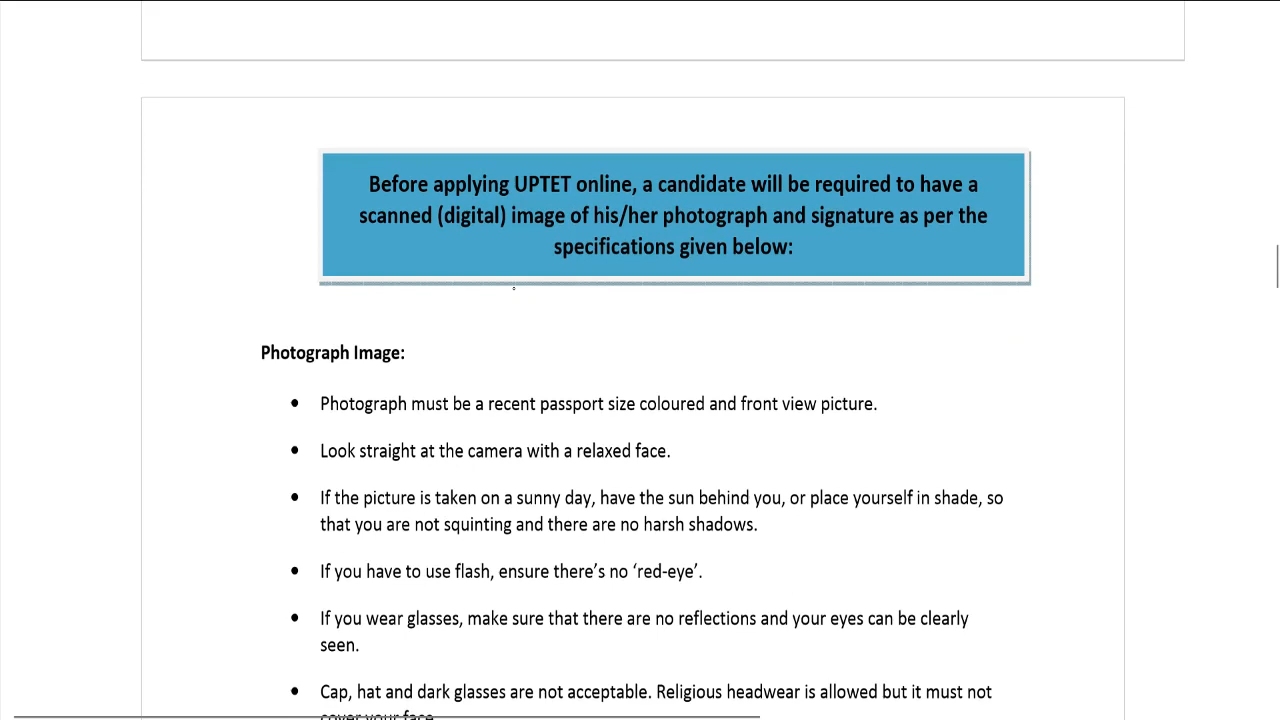 Before applying UPTET online, a candidate will be required to have a
scanned (digital) image of his/her photograph and signature as per the
specifications given below:
Photograph Image:
• Photograph must be a recent passport size coloured and front view picture.
• Look straight at the camera with a relaxed face.
• If the picture is taken on a sunny day, have the sun behind you, or place yourself in shade, so
that you are not squinting and there are no harsh shadows.
• If you have to use flash, ensure there’s no ‘red-eye’.
• If you wear glasses, make sure that there are no reflections and your eyes can be clearly
seen.
• Cap, hat and dark glasses are not acceptable. Religious headwear is allowed but it must not
cover your face.